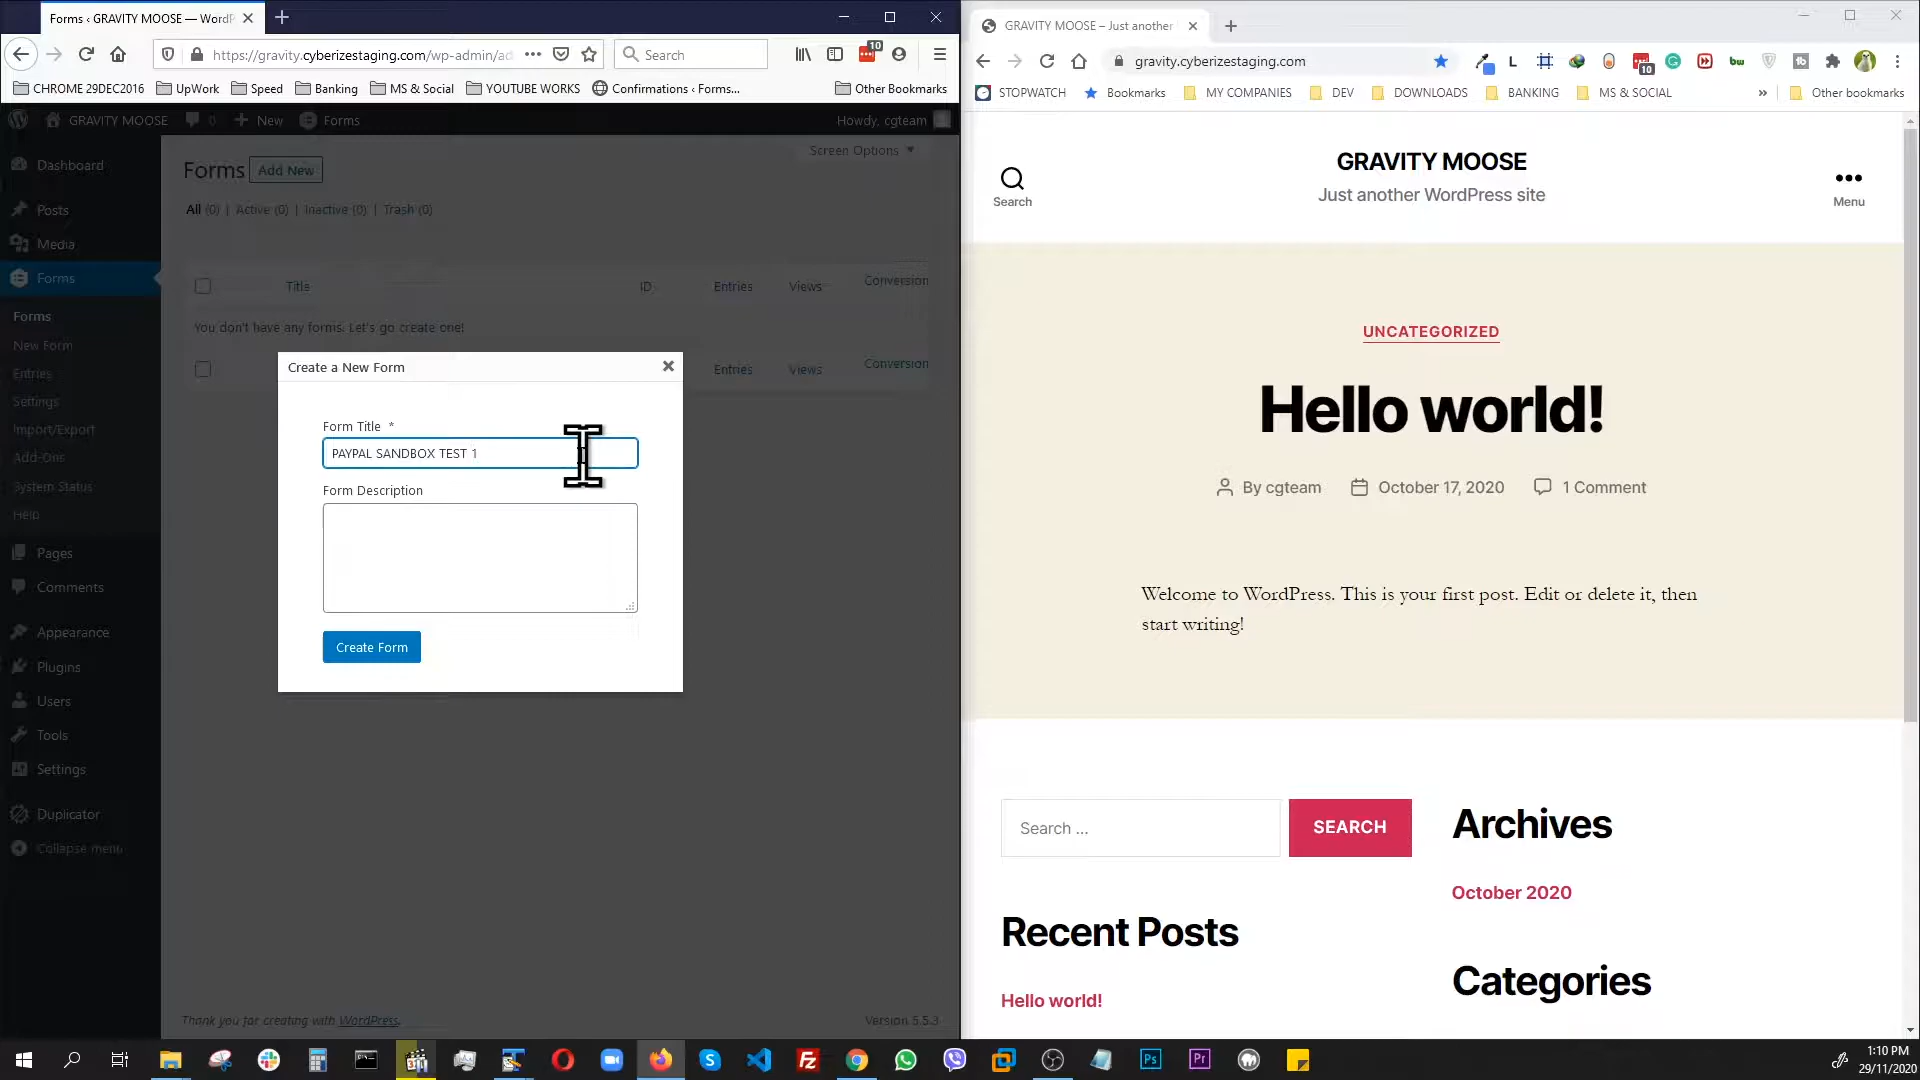 Forms ‹ GRAVITY MOOSE — WordP
https://gravity.cyberizestaging.com/wp-admin/ad
Search
10
CHROME 29DEC2016
UpWork
Speed
Banking
MS & Social
YOUTUBE WORKS
Confirmations ‹ Forms...
Other Bookmarks
GRAVITY MOOSE
0
New
Forms
Howdy, cgteam
Dashboard
Posts
Media
Forms
Forms
New Form
Entries
Settings
Import/Export
Add-Ons
System Status
Help
Pages
Comments
Appearance
Plugins
Users
Tools
Settings
Duplicator
Collapse menu
Screen Options
Forms Add New
All (0) | Active (0) | Inactive (0) | Trash (0)
Title ID Entries Views Conversion
You don't have any forms. Let's go create one!
Entries Views Conversion
Create a New Form
Form Title *
PAYPAL SANDBOX TEST 1
Form Description
Create Form
Thank you for creating with WordPress.
Version 5.5.3
GRAVITY MOOSE – Just another
gravity.cyberizestaging.com
L
10
bw
STOPWATCH
Bookmarks
MY COMPANIES
DEV
DOWNLOADS
BANKING
MS & SOCIAL
»
Other bookmarks
Search
GRAVITY MOOSE
Just another WordPress site
Menu
UNCATEGORIZED
Hello world!
By cgteam October 17, 2020 1 Comment
Welcome to WordPress. This is your first post. Edit or delete it, then
start writing!
Search …
SEARCH
Recent Posts
Hello world!
Archives
October 2020
Categories
Ps
Pr
1:10 PM
29/11/2020